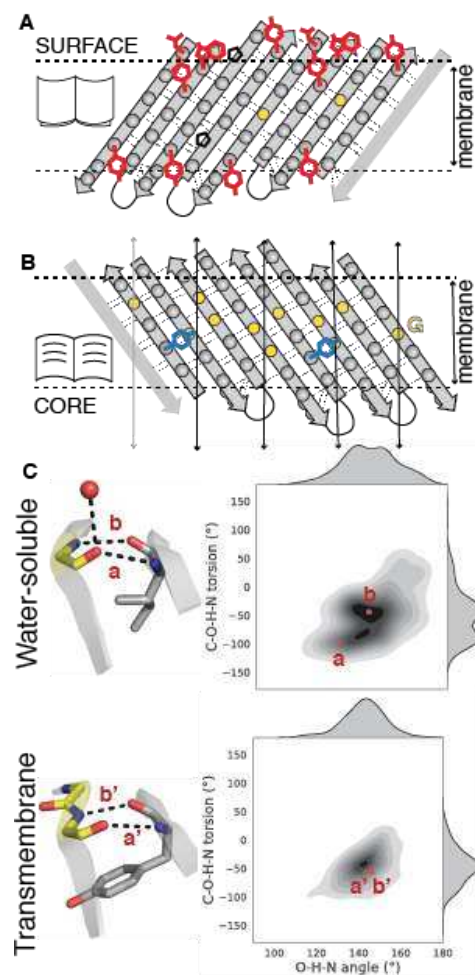 A
SURFACE
membrane
B
G
membrane
CORE
C
Water-soluble
b
a
C-O-H-N torsion (°)
150
100
50
0
−50
−100
−150
b
a
Transmembrane
b'
a'
C-O-H-N torsion (°)
150
100
50
0
−50
−100
−150
a' b'
100 120 140 160 180
O-H-N angle (°)